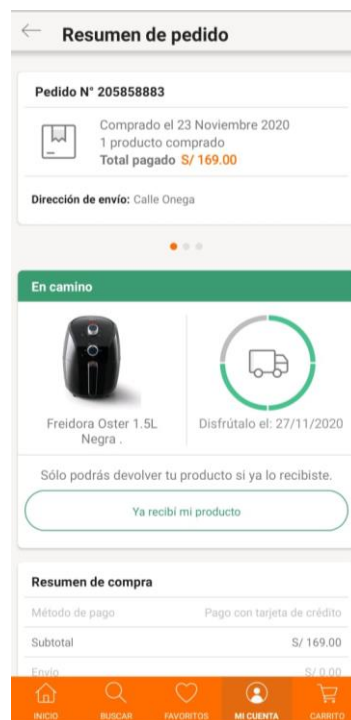 Resumen de pedido
Pedido N° 205858883
Comprado el 23 Noviembre 2020
1 producto comprado
Total pagado S/ 169.00
Dirección de envío: Calle Onega
En camino
Freidora Oster 1.5L
Negra .
Disfrútalo el: 27/11/2020
Sólo podrás devolver tu producto si ya lo recibiste.
Ya recibí mi producto
Resumen de compra
Método de pago Pago con tarjeta de crédito
Subtotal S/ 169.00
Envío S/ 0.00
INICIO BUSCAR FAVORITOS MI CUENTA CARRITO